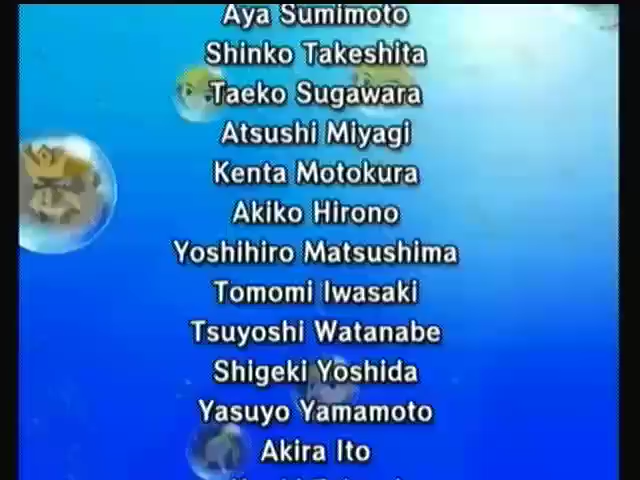 Aya Sumimoto
Shinko Takeshita
Taeko Sugawara
Atsushi Miyagi
Kenta Motokura
Akiko Hirono
Yoshihiro Matsushima
Tomomi Iwasaki
Tsuyoshi Watanabe
Shigeki Yoshida
Yasuyo Yamamoto
Akira Ito